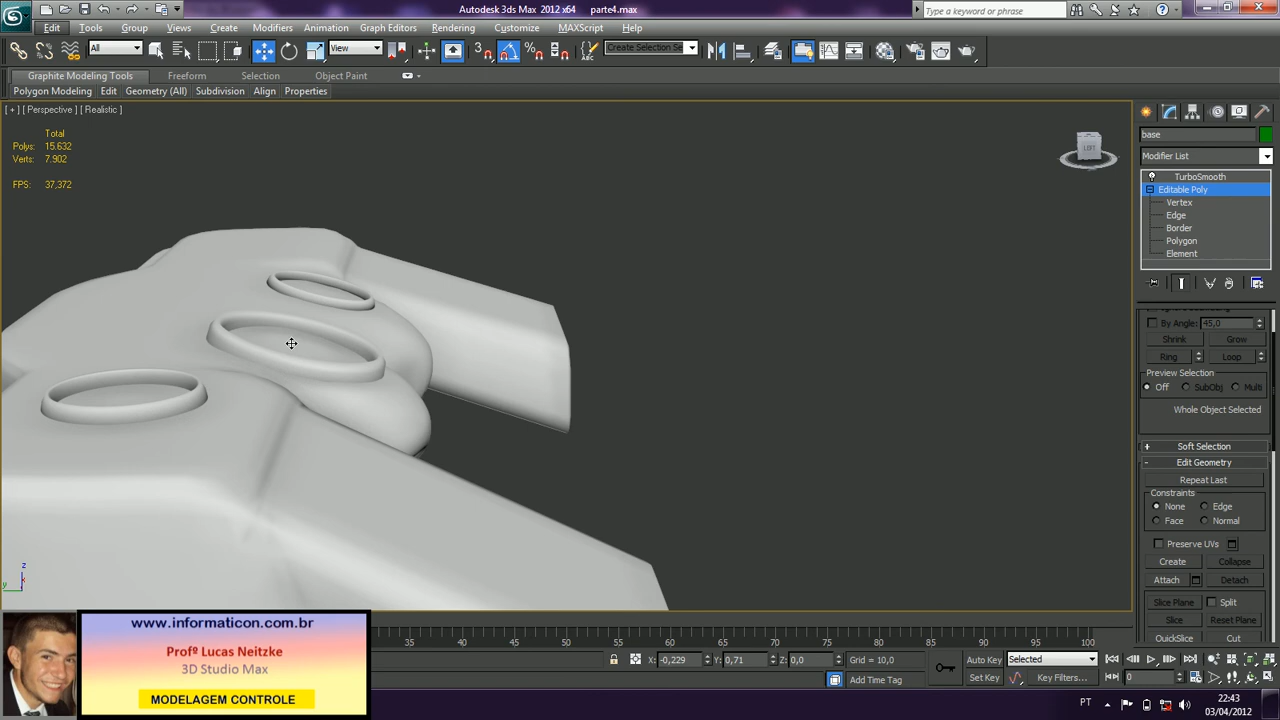 Autodesk 3ds Max 2012 x64 parte4.max
Type a keyword or phrase
Edit Tools Group Views Create Modifiers Animation Graph Editors Rendering Customize MAXScript Help
All View 3 Create Selection Se
Graphite Modeling Tools Freeform Selection Object Paint
Polygon Modeling Edit Geometry (All) Subdivision Align Properties
[ + ] [ Perspective ] [ Realistic ]
Total
Polys: 15.632
Verts: 7.902
FPS: 37,372
LEFT
base
Modifier List
TurboSmooth
Editable Poly
Vertex
Edge
Border
Polygon
Element
By Angle: 45,0
Shrink Grow
Ring Loop
Preview Selection
Off SubObj Multi
Whole Object Selected
+ Soft Selection
- Edit Geometry
Repeat Last
Constraints
None Edge
Face Normal
Preserve UVs
Create Collapse
Attach Detach
Slice Plane Split
Slice Reset Plane
QuickSlice Cut
z
x
y
35 40 45 50 55 60 65 70 75 80 85 90 95 100
X: -0,229 Y: 0,71 Z: 0,0 Grid = 10,0 Auto Key Selected
Add Time Tag Set Key Key Filters... 0
www.informaticon.com.br
Profº Lucas Neitzke
3D Studio Max
MODELAGEM CONTROLE
PT 22:43
03/04/2012